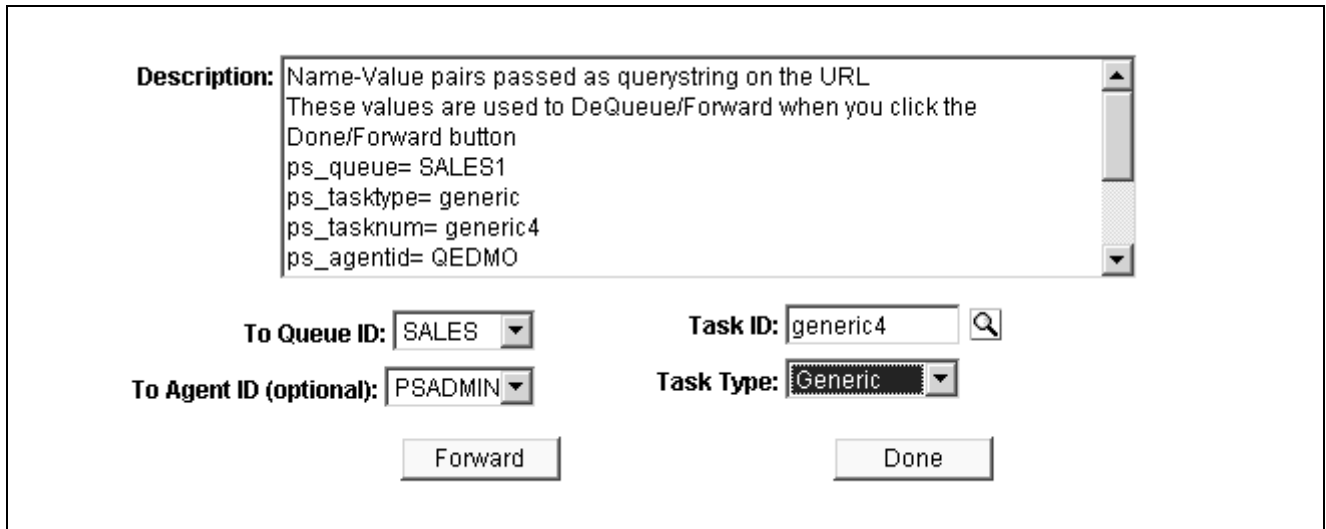 Description: Name-Value pairs passed as querystring on the URL
These values are used to DeQueue/Forward when you click the
Done/Forward button
ps_queue= SALES1
ps_tasktype= generic
ps_tasknum= generic4
ps_agentid= QEDMO
To Queue ID: SALES Task ID: generic4
To Agent ID (optional): PSADMIN Task Type: Generic
Forward Done